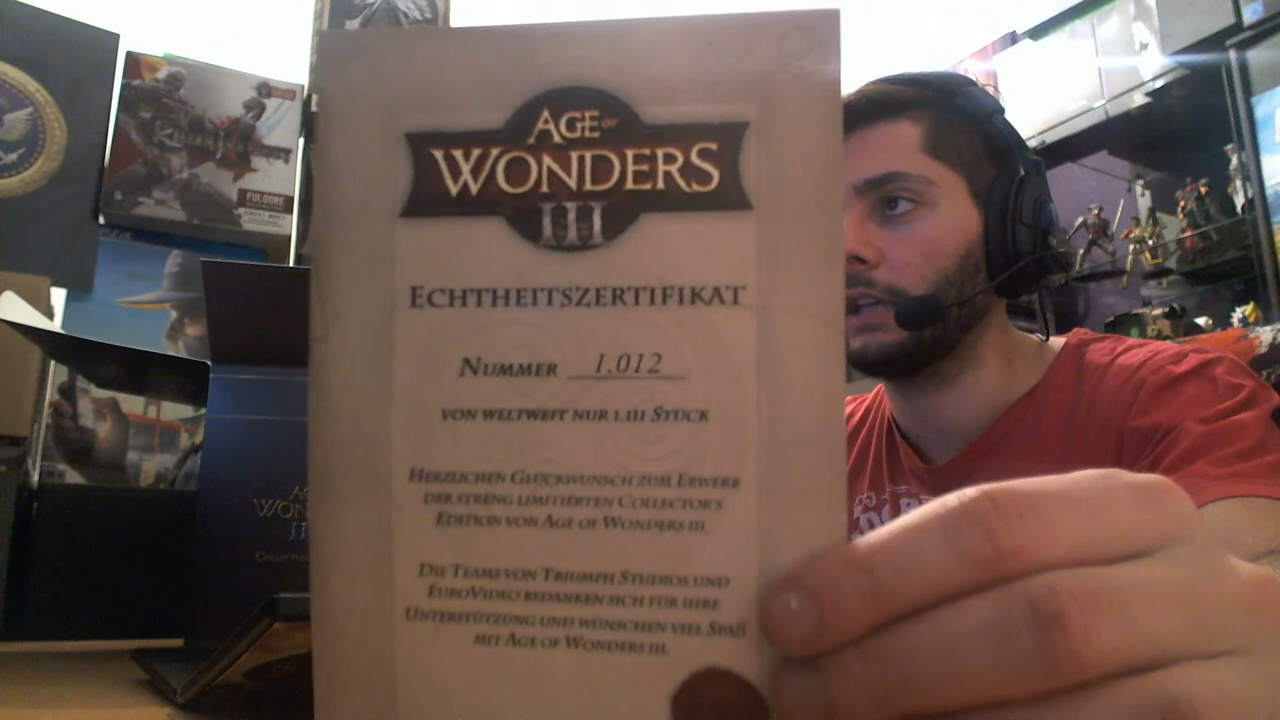 AGE OF
WONDERS
III
ECHTHEITSZERTIFIKAT
NUMMER 1.012
VON WELTWEIT NUR 1.111 STÜCK
HERZLICHEN GLÜCKWUNSCH ZUM ERWERB
DER STRENG LIMITIERTEN COLLECTOR'S
EDITION VON AGE OF WONDERS III
DIE TEAMS VON TRIUMPH STUDIOS UND
EUROVIDEO BEDANKEN SICH FÜR IHRE
UNTERSTÜTZUNG UND WÜNSCHEN VIEL SPAß
MIT AGE OF WONDERS III.
FULGORE